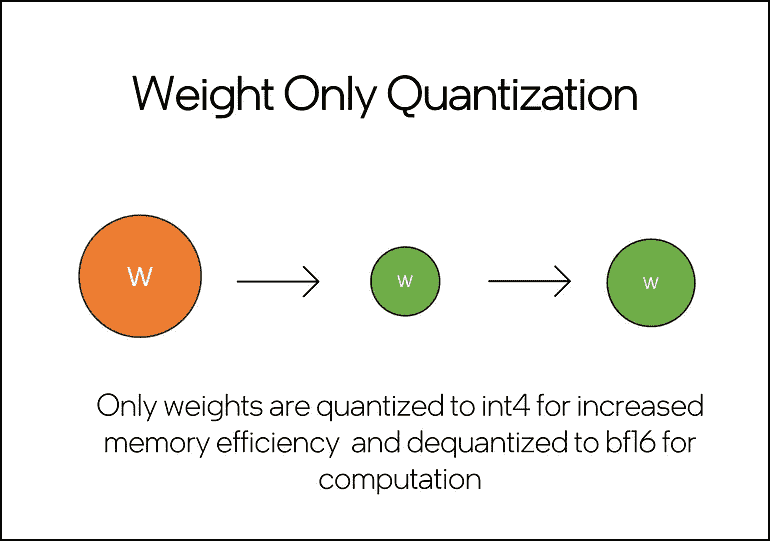 Weight Only Quantization
W
W
W
Only weights are quantized to int4 for increased
memory efficiency and dequantized to bf16 for
computation